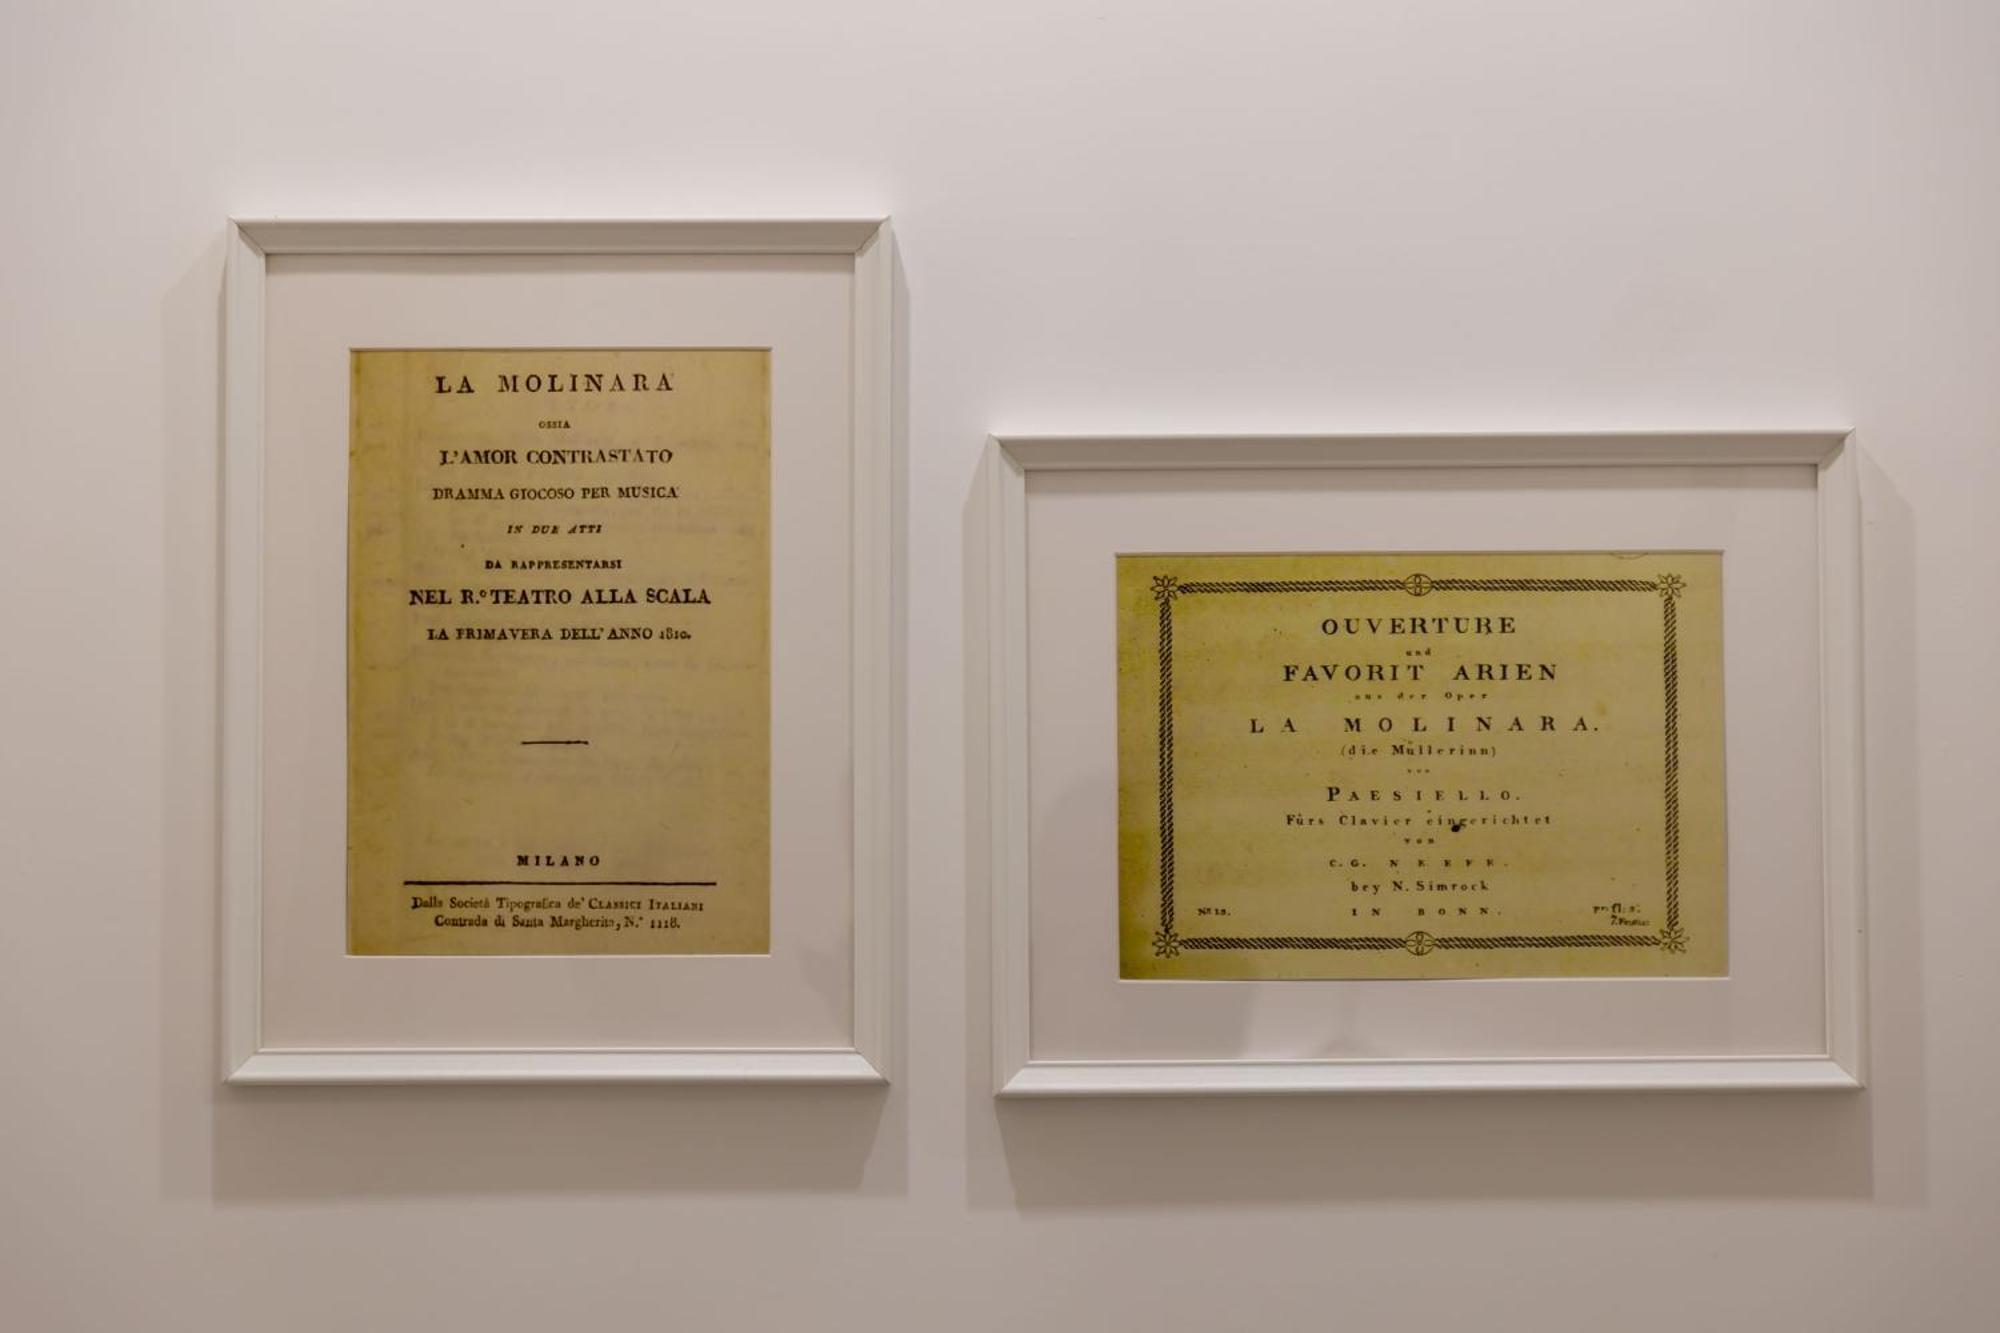 LA MOLINARA
OSSIA
L'AMOR CONTRASTATO
DRAMMA GIOCOSO PER MUSICA
IN DUE ATTI
DA RAPPRESENTARSI
NEL R.º TEATRO ALLA SCALA
LA PRIMAVERA DELL' ANNO 1810.
MILANO
Dalla Società Tipografica de' CLASSICI ITALIANI
Contrada di Santa Margherita, N.º 1118.
OUVERTURE
und
FAVORIT ARIEN
aus der Oper
LA MOLINARA.
(die Müllerinn)
von
PAESIELLO.
Fürs Clavier eingerichtet
von
C. G. NEEFE.
bey N. Simrock
IN BONN.